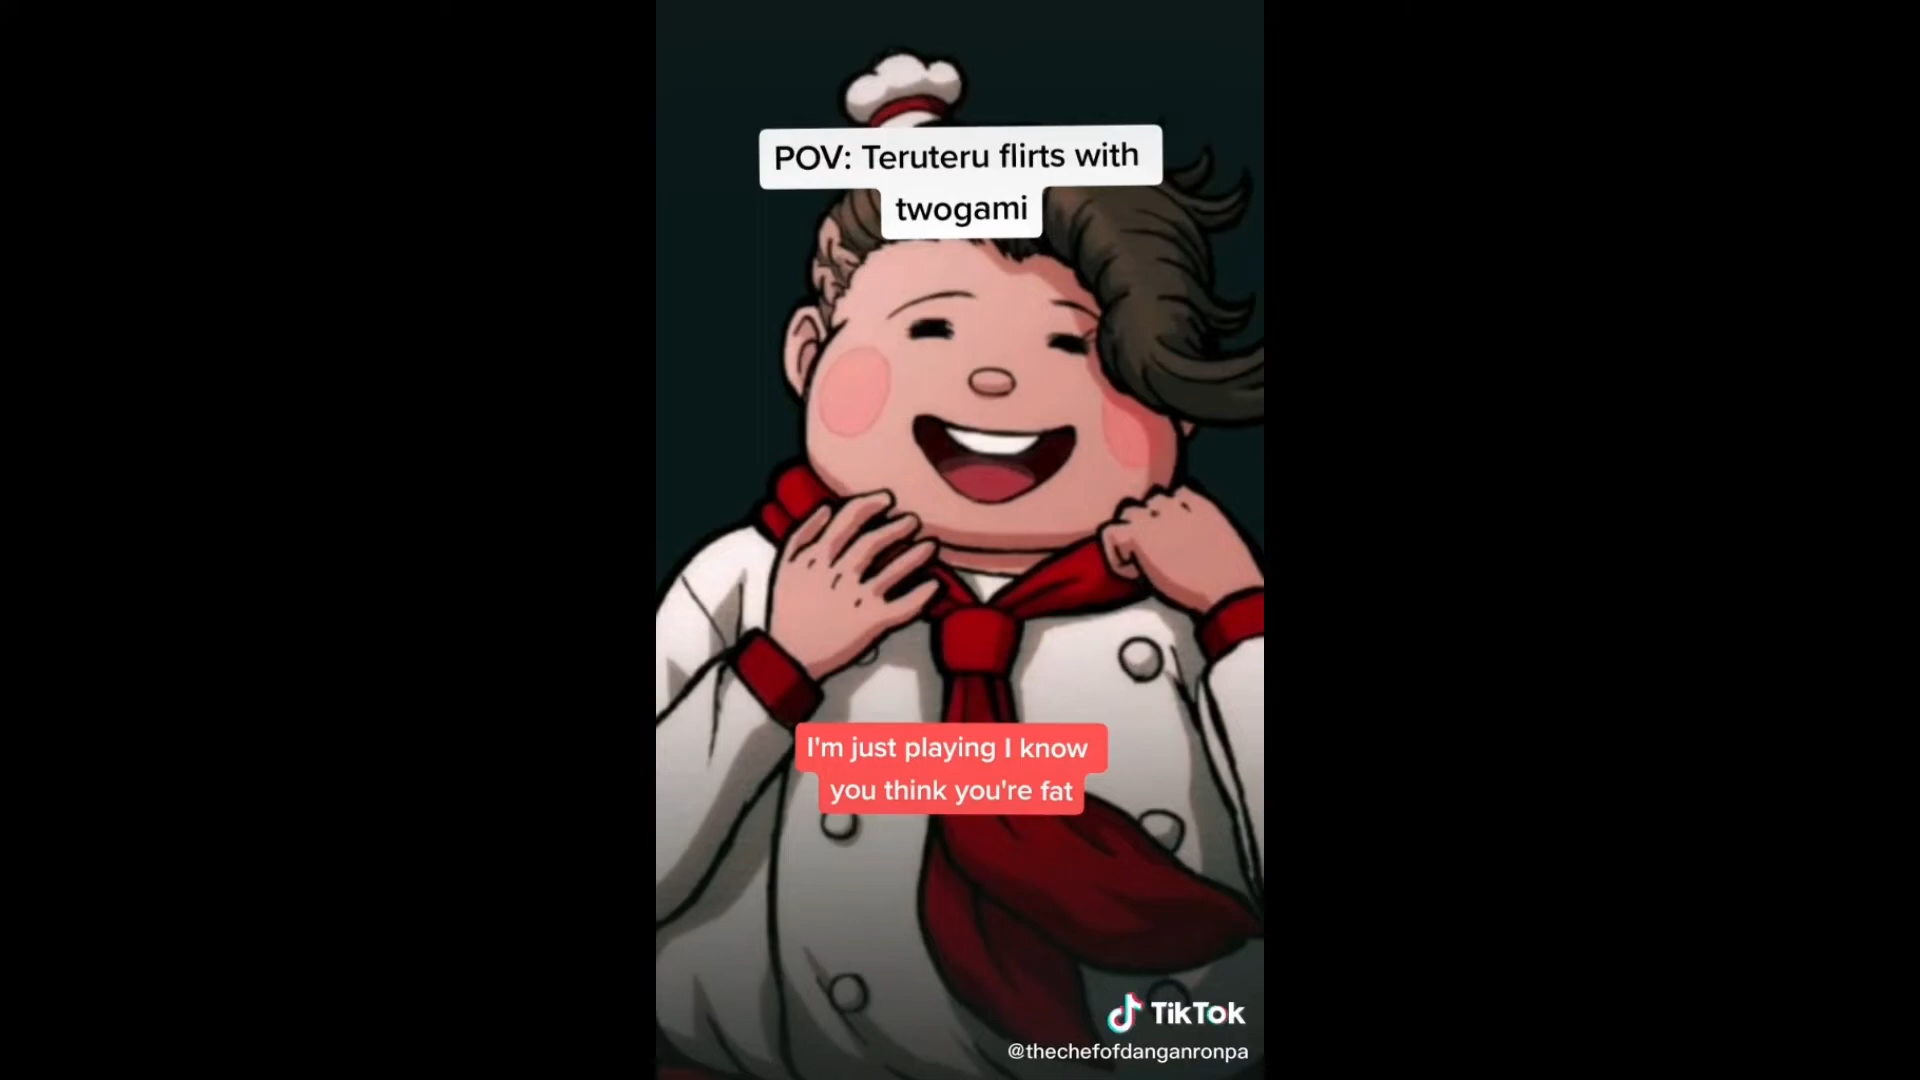 POV: Teruteru flirts with
twogami
I'm just playing I know
you think you're fat
TikTok
@thechefofdanganronpa